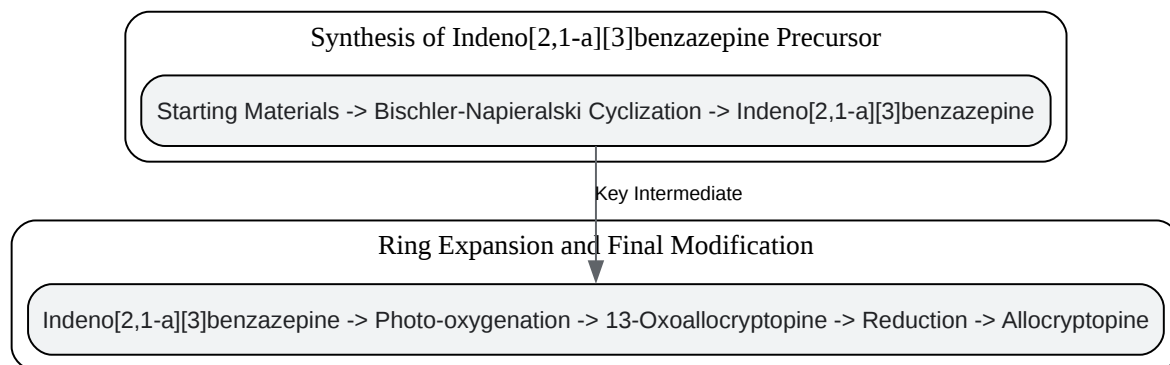 Synthesis of Indeno[2,1-a][3]benzazepine Precursor
Starting Materials -> Bischler-Napieralski Cyclization -> Indeno[2,1-a][3]benzazepine
Key Intermediate
Ring Expansion and Final Modification
Indeno[2,1-a][3]benzazepine -> Photo-oxygenation -> 13-Oxoallocryptopine -> Reduction -> Allocryptopine